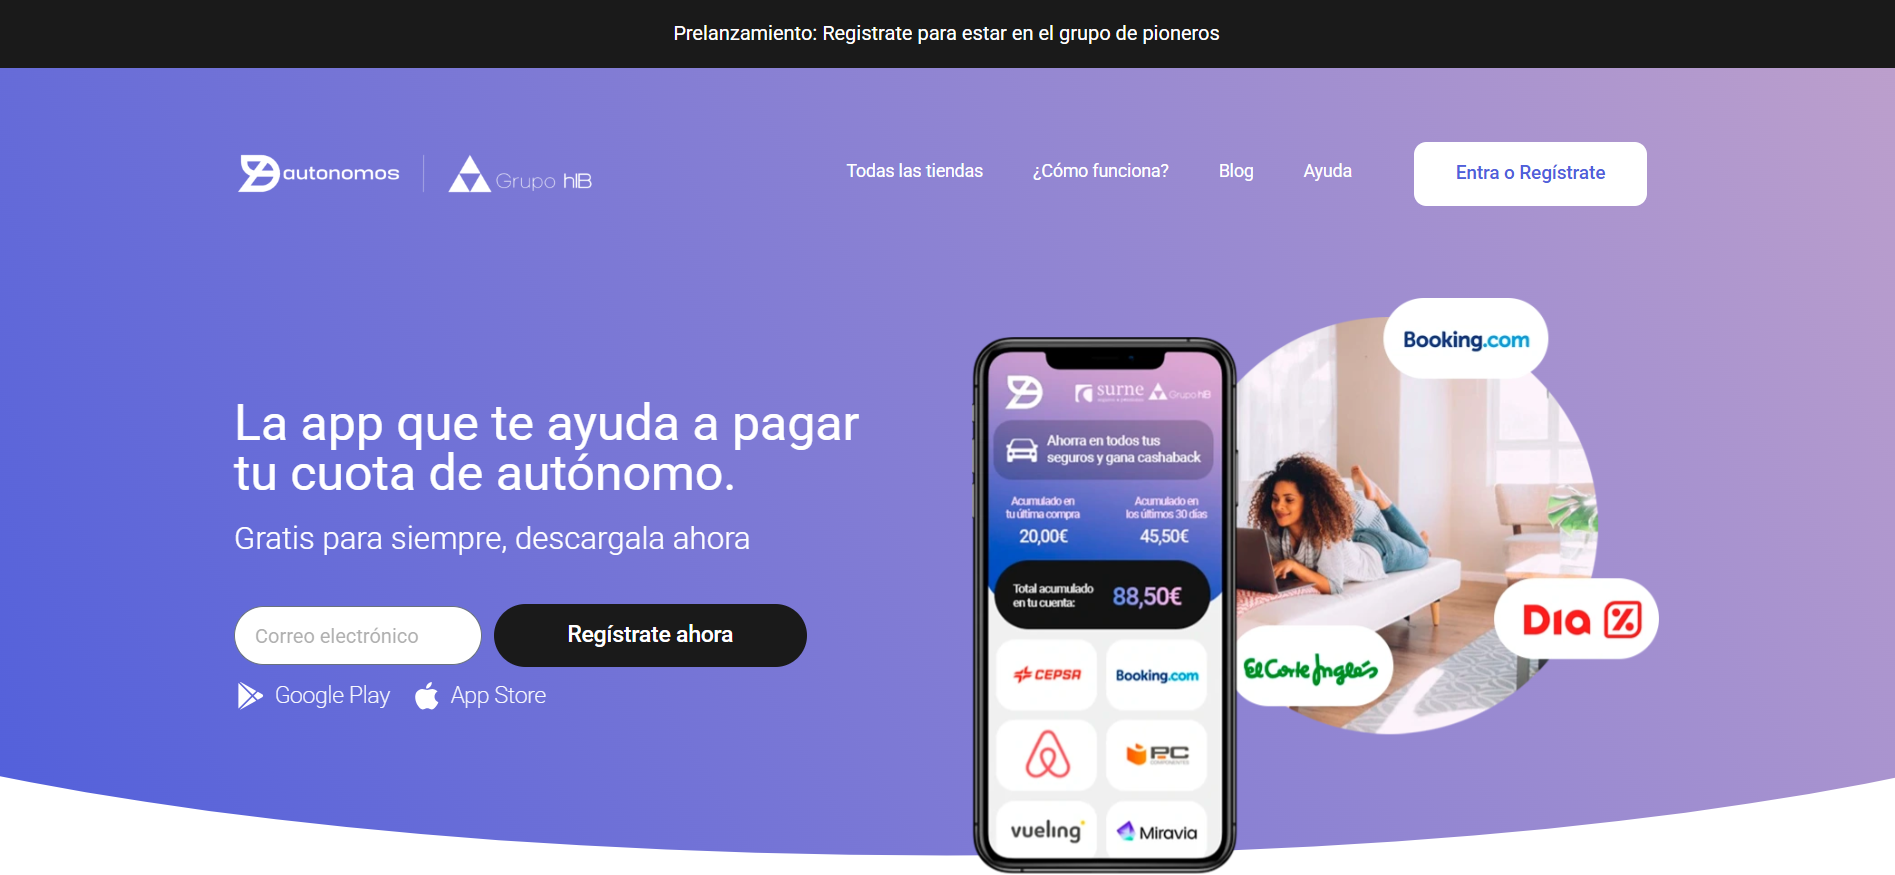 Prelanzamiento: Registrate para estar en el grupo de pioneros
autonomos
Grupo hIB
Todas las tiendas
¿Cómo funciona?
Blog
Ayuda
Entra o Regístrate
La app que te ayuda a pagar
tu cuota de autónomo.
Gratis para siempre, descargala ahora
Correo electrónico
Regístrate ahora
Google Play
App Store
surne
Grupo hIB
Ahorra en todos tus
seguros y gana cashaback
Acumulado en
tu última compra
20,00€
Acumulado en
los últimos 30 días
45,50€
Total acumulado
en tu cuenta:
88,50€
CEPSA
Booking.com
PC
COMPONENTES
vueling
Miravia
Booking.com
Dia %
El Corte Inglés